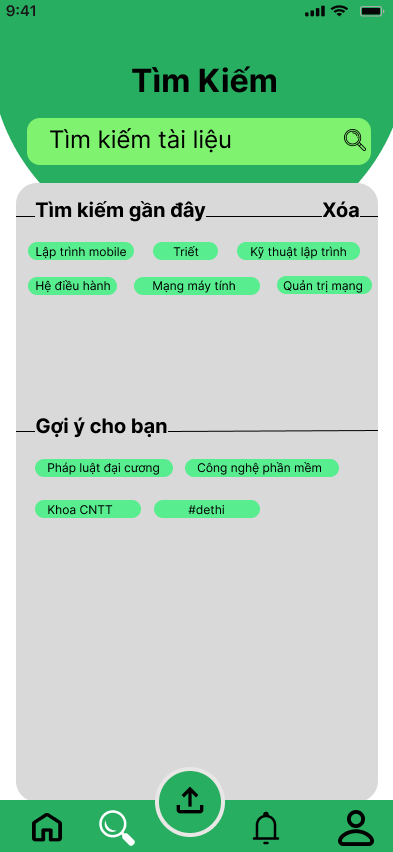 9:41
Tìm Kiếm
Tìm kiếm tài liệu
Tìm kiếm gần đây Xóa
Lập trình mobile Triết Kỹ thuật lập trình
Hệ điều hành Mạng máy tính Quản trị mạng
Gợi ý cho bạn
Pháp luật đại cương Công nghệ phần mềm
Khoa CNTT #dethi